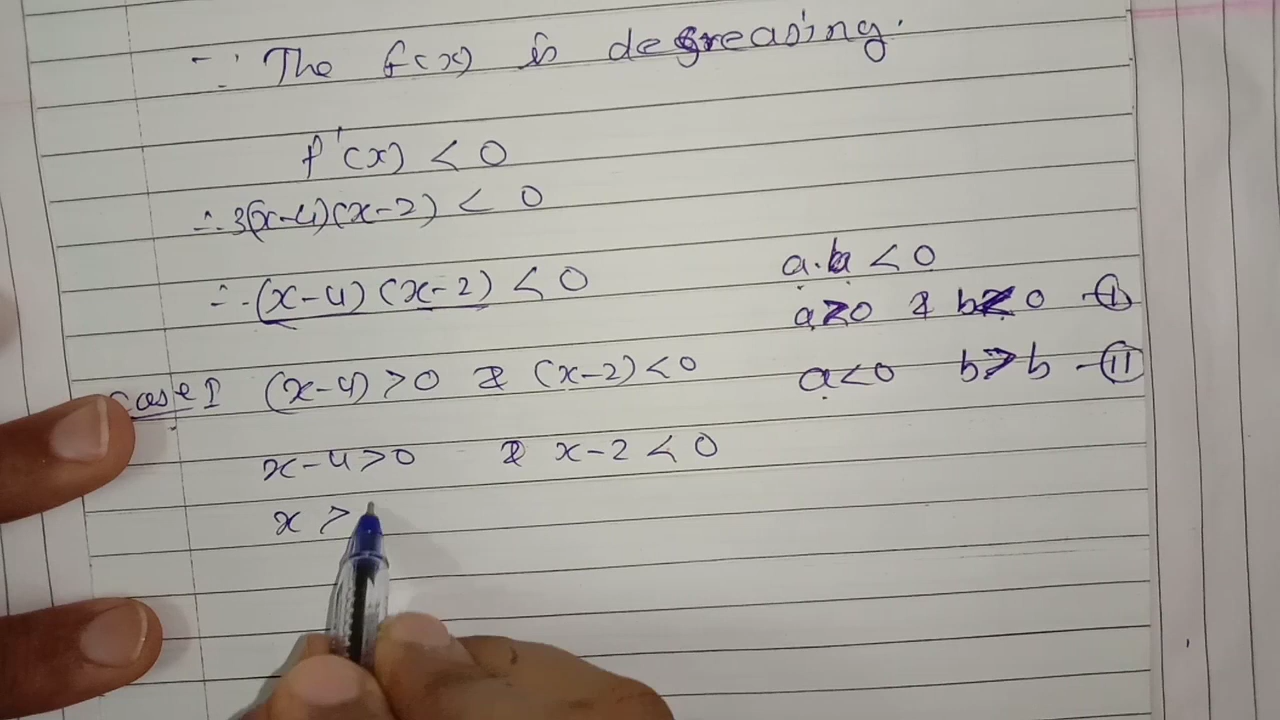 ∵ The f(x) is decreasing.
f'(x) < 0
∴ 3(x-4)(x-2) < 0
∴ (x-4) (x-2) < 0
a.b < 0
a>0 & b<0 - I
a<0 b>b - II
Case I (x-4) >0 & (x-2) <0
x-4>0 & x-2 <0
x >